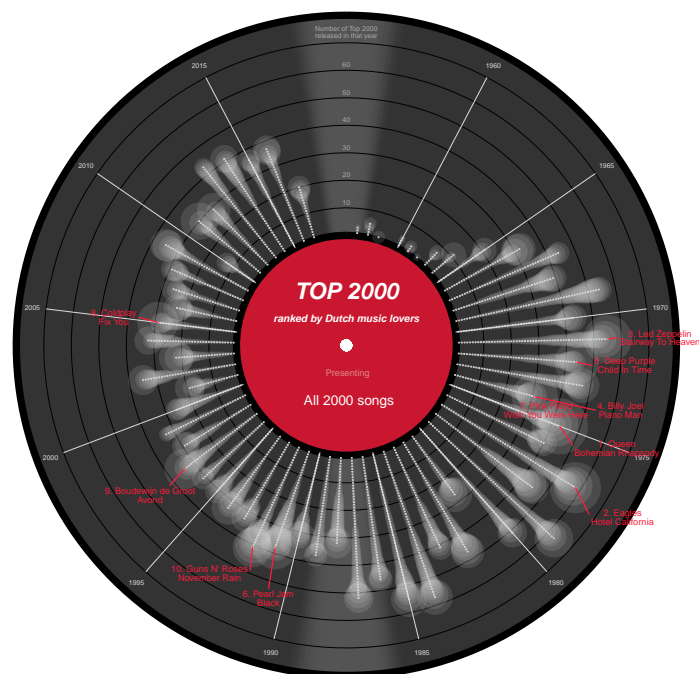 Number of Top 2000
released in that year
60
50
40
30
20
10
2015
1960
2010
1965
2005
1970
2000
1975
1995
1980
1990
1985
TOP 2000
ranked by Dutch music lovers
Presenting
All 2000 songs
8. Coldplay
Fix You
3. Led Zeppelin
Stairway To Heaven
5. Deep Purple
Child In Time
4. Billy Joel
Piano Man
Wish You Were Here
Queen
Bohemian Rhapsody
2. Eagles
Hotel California
9. Boudewijn de Groot
Avond
10. Guns N' Roses
November Rain
6. Pearl Jam
Black